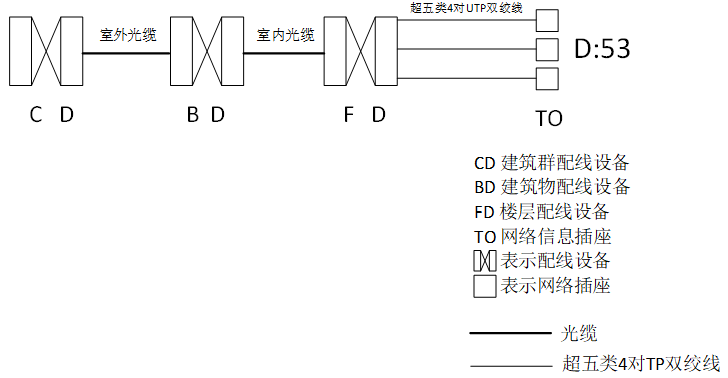 超五类4对UTP双绞线
室外光缆
室内光缆
D:53
C D
B D
F D
TO
CD 建筑群配线设备
BD 建筑物配线设备
FD 楼层配线设备
TO 网络信息插座
表示配线设备
表示网络插座
光缆
超五类4对TP双绞线